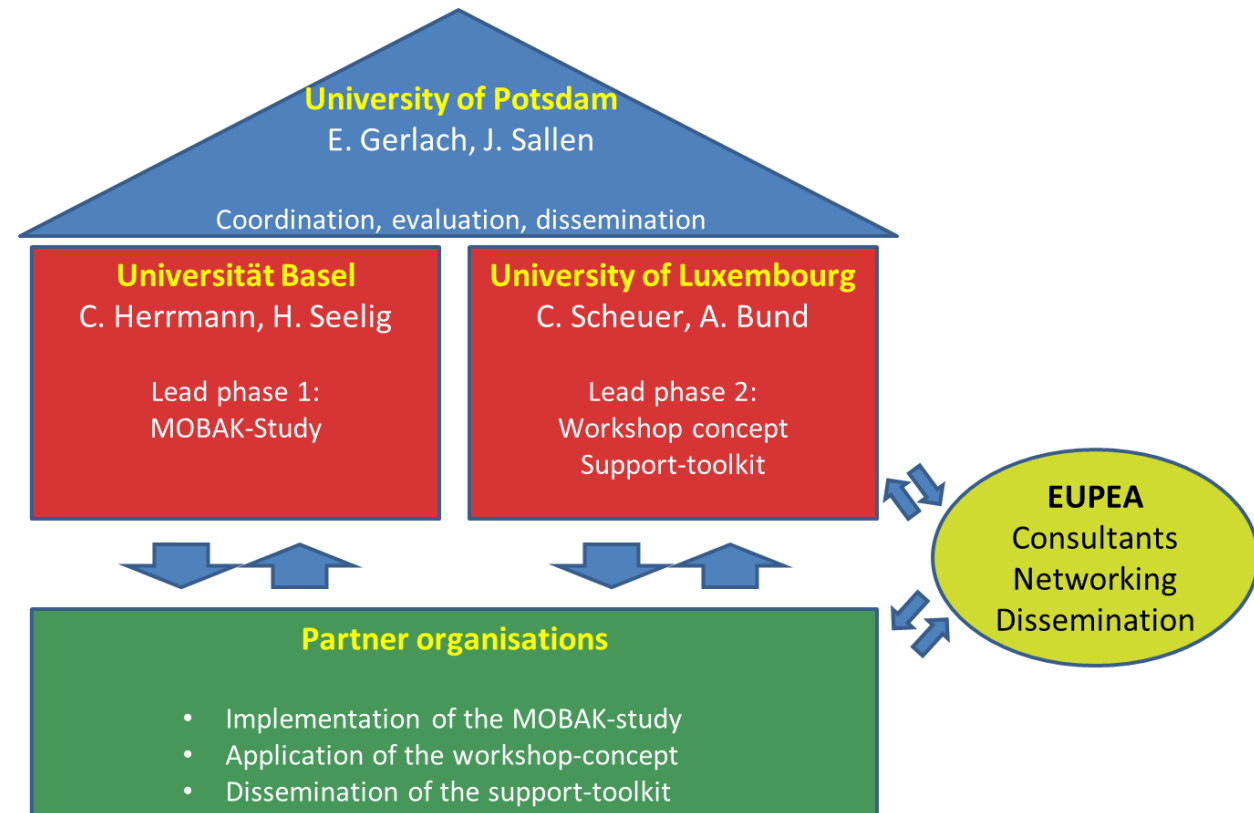 University of Potsdam
E. Gerlach, J. Sallen
Coordination, evaluation, dissemination
Universität Basel
C. Herrmann, H. Seelig
Lead phase 1:
MOBAK-Study
University of Luxembourg
C. Scheuer, A. Bund
Lead phase 2:
Workshop concept
Support-toolkit
EUPEA
Consultants
Networking
Dissemination
Partner organisations
• Implementation of the MOBAK-study
• Application of the workshop-concept
• Dissemination of the support-toolkit